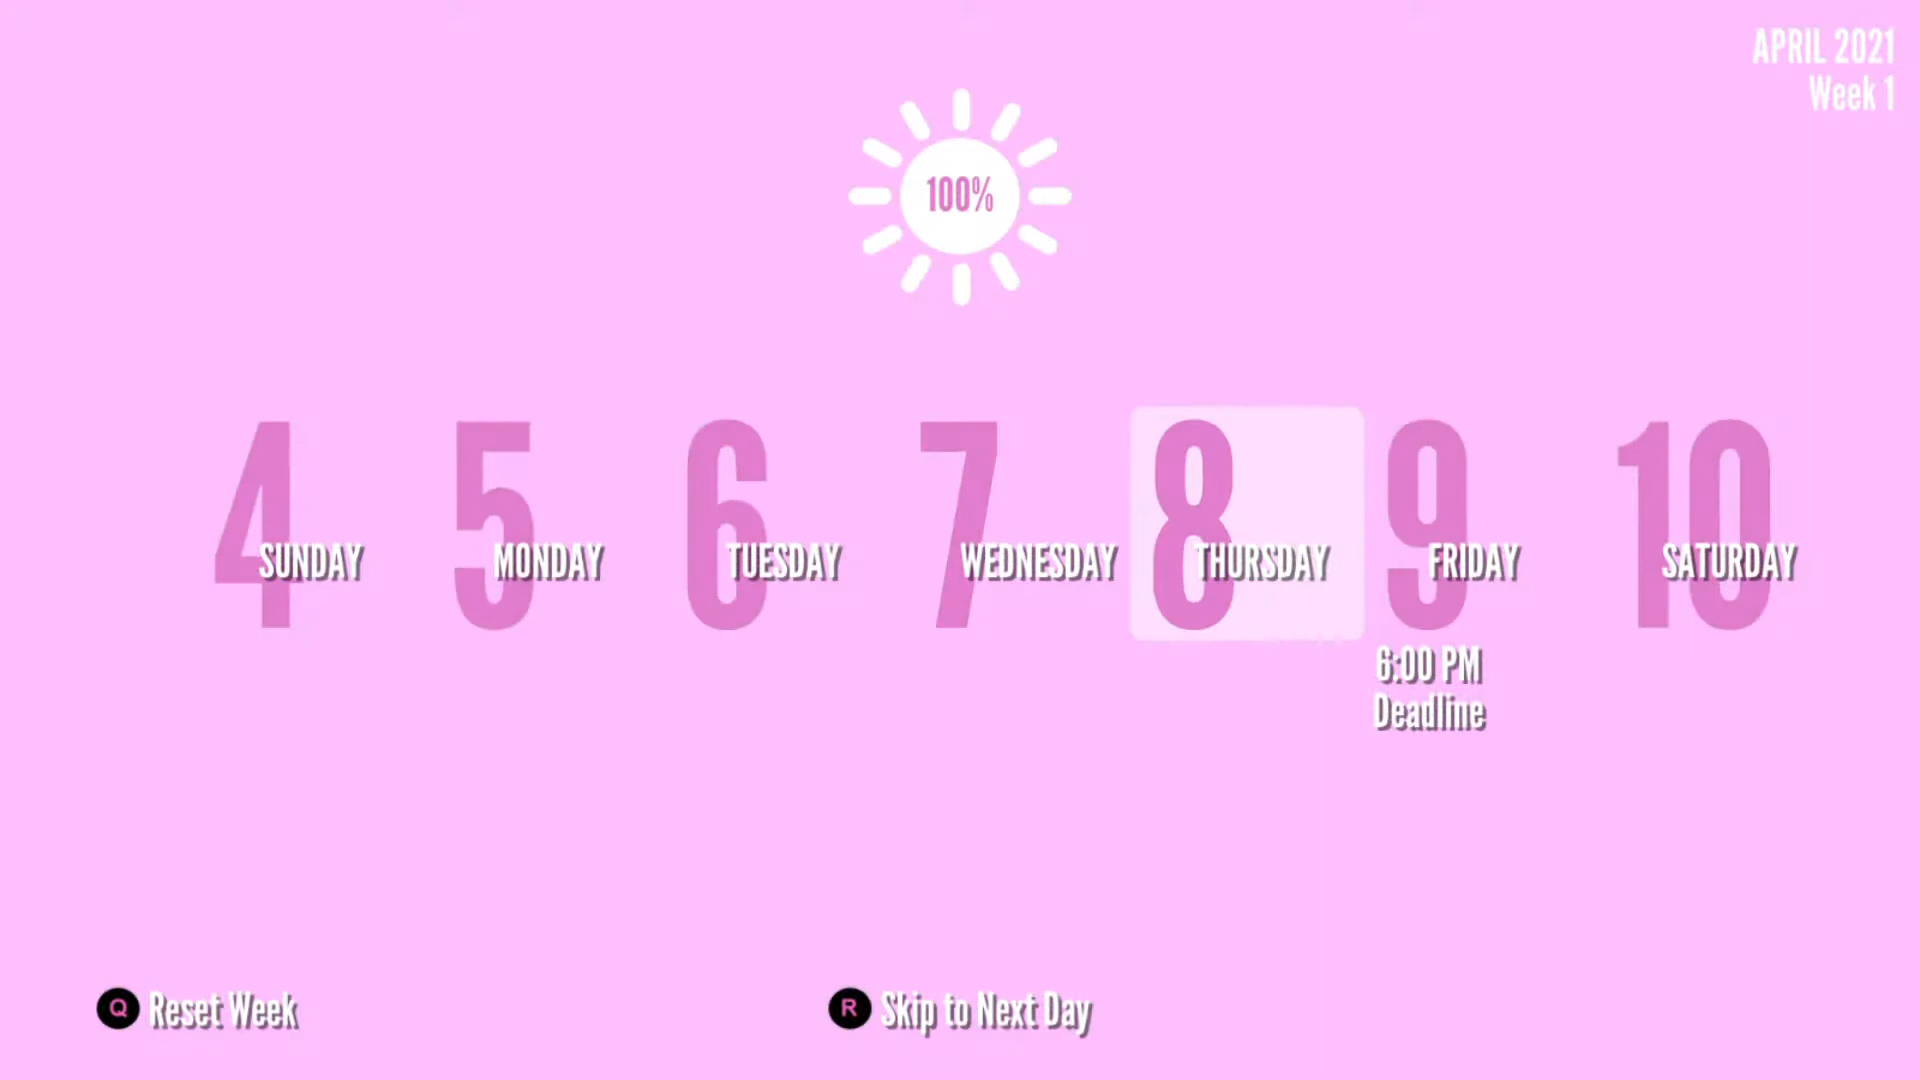 APRIL 2021
Week 1
100%
4 5 6 7 8 9 10
SUNDAY MONDAY TUESDAY WEDNESDAY THURSDAY FRIDAY SATURDAY
6:00 PM
Deadline
Q Reset Week
R Skip to Next Day